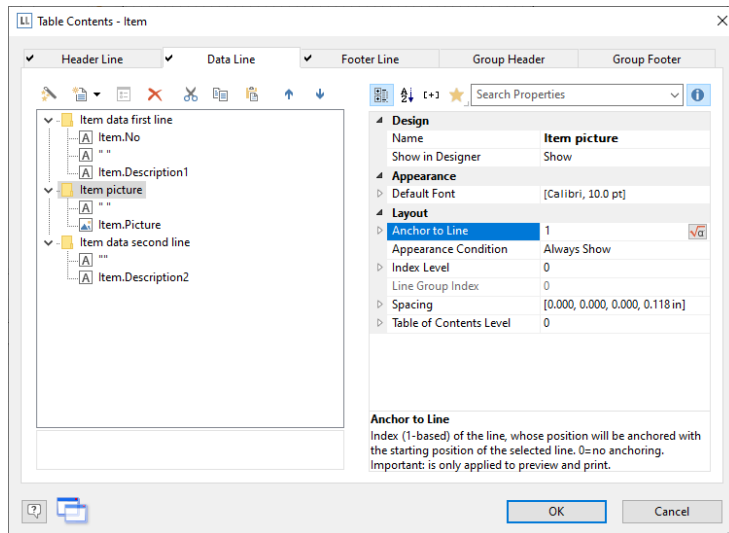 LL Table Contents - Item
Header Line
Data Line
Footer Line
Group Header
Group Footer
Search Properties
Item data first line
A Item.No
A " "
A Item.Description1
Item picture
A " "
Item.Picture
Item data second line
A ""
A Item.Description2
Design
Name Item picture
Show in Designer Show
Appearance
Default Font [Calibri, 10.0 pt]
Layout
Anchor to Line 1
Appearance Condition Always Show
Index Level 0
Line Group Index 0
Spacing [0.000, 0.000, 0.000, 0.118 in]
Table of Contents Level 0
Anchor to Line
Index (1-based) of the line, whose position will be anchored with
the starting position of the selected line. 0=no anchoring.
Important: is only applied to preview and print.
OK
Cancel